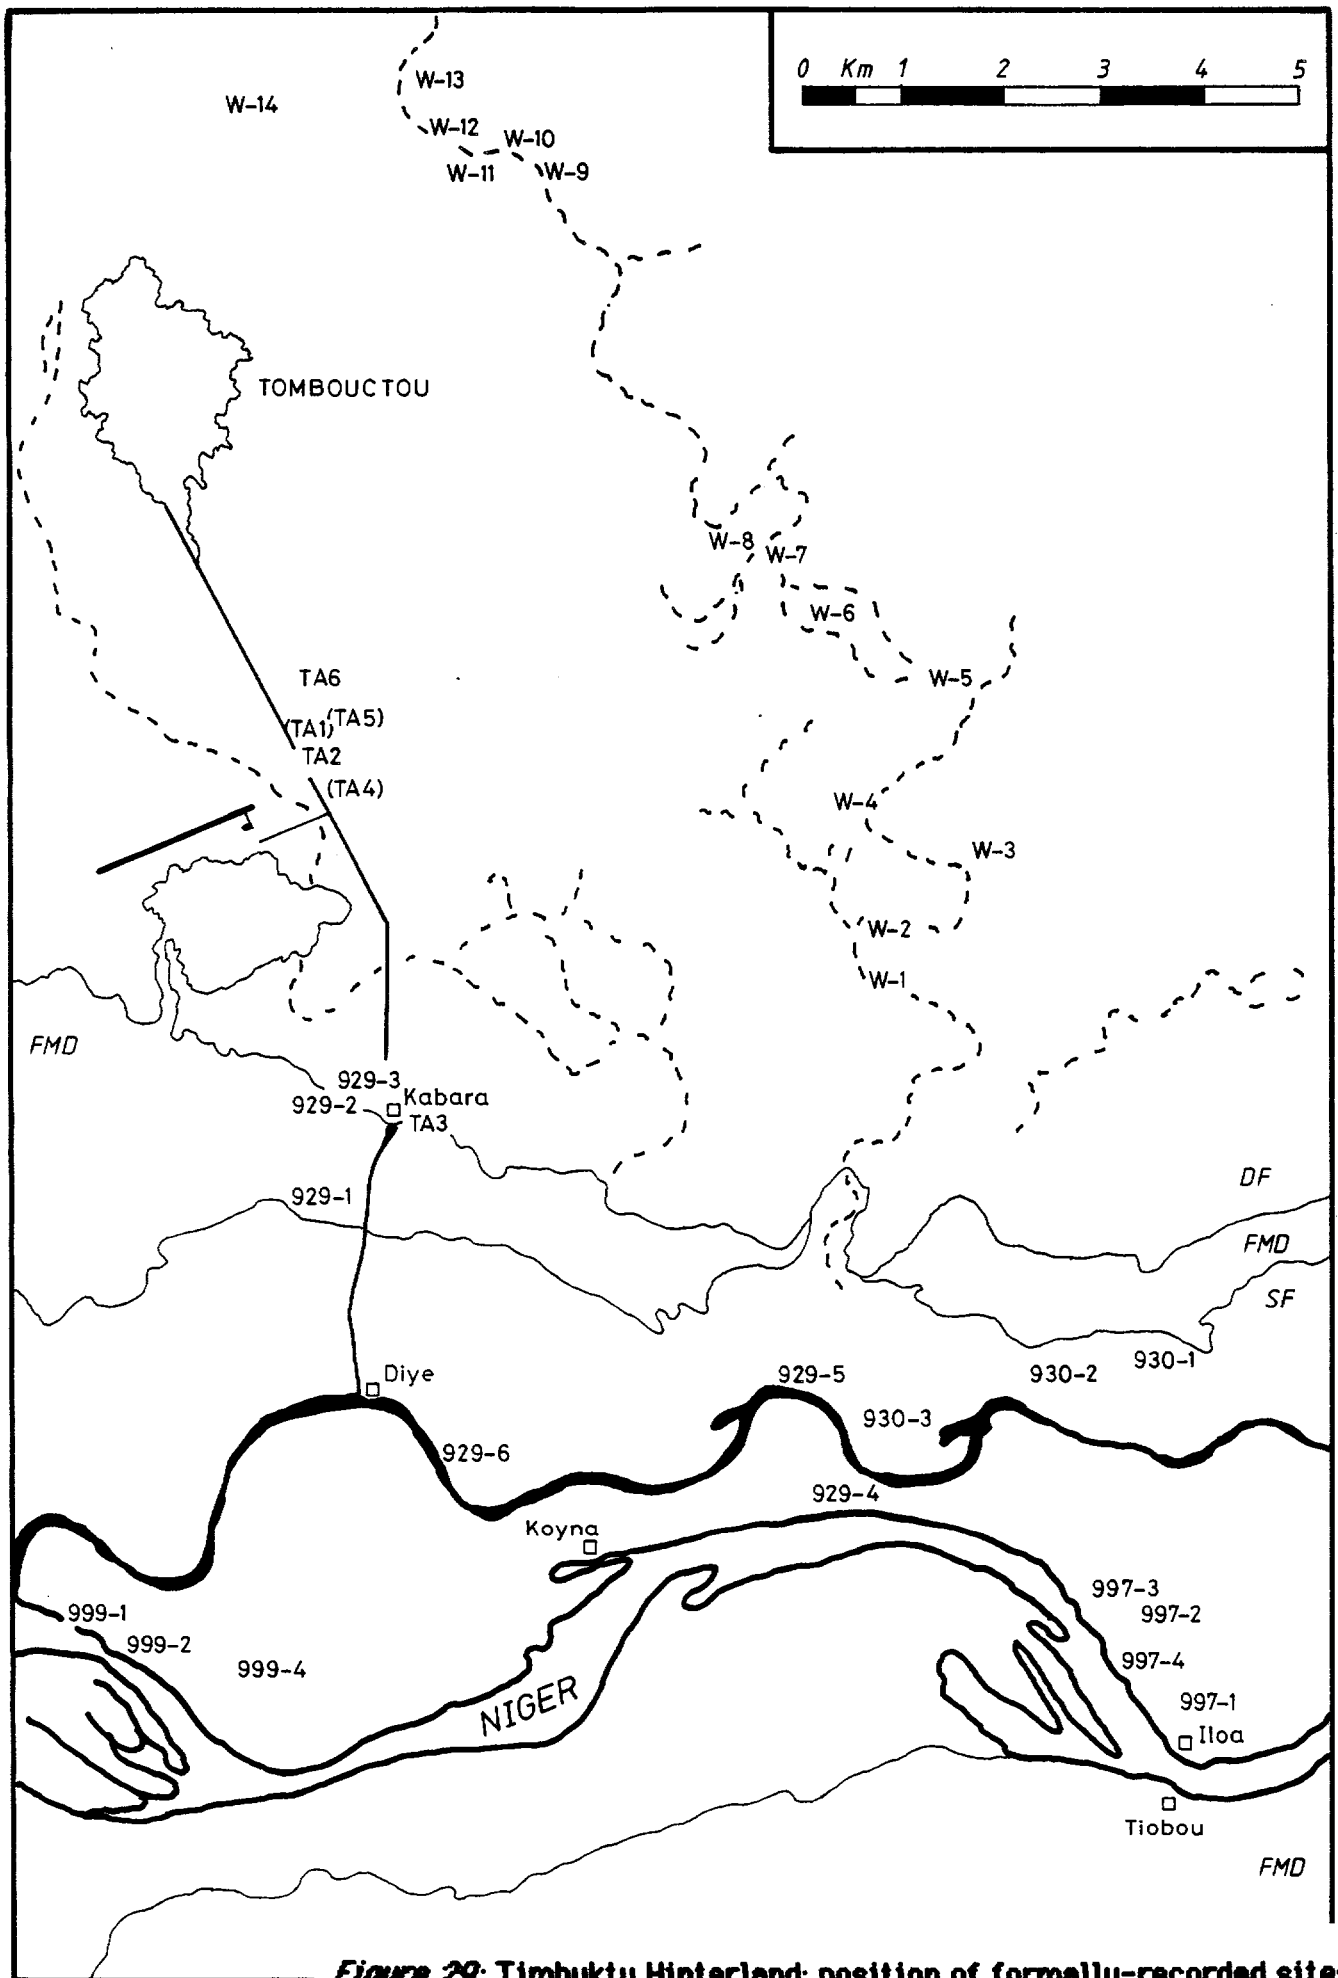 0 Km 1 2 3 4 5
W-13
W-14
W-12
W-10
W-11
W-9
TOMBOUCTOU
W-8
W-7
W-6
TA6
W-5
(TA5)
(TA1)
TA2
(TA4)
W-4
W-3
W-2
W-1
FMD
929-3
Kabara
929-2
TA3
DF
929-1
FMD
SF
930-1
Diye
929-5
930-2
930-3
929-6
929-4
Koyna
997-3
999-1
997-2
999-2
997-4
999-4
NIGER
997-1
Iloa
Tiobou
FMD
Figure 29: Timbuktu Hinterland: position of formally-recorded site